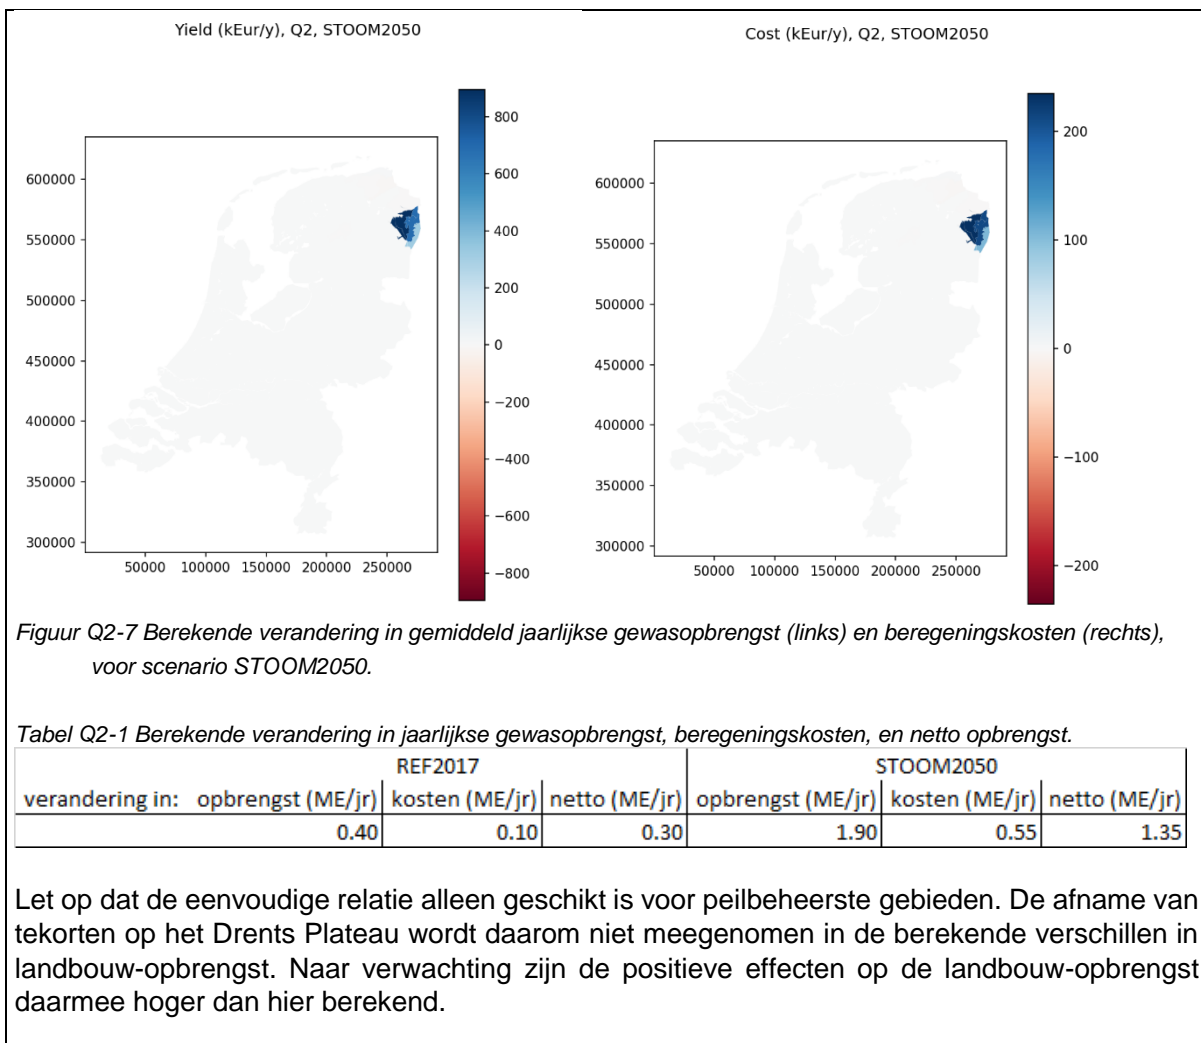 Yield (kEur/y), Q2, STOOM2050
800
600
400
200
0
−200
−400
−600
−800
600000
550000
500000
450000
400000
350000
300000
50000 100000 150000 200000 250000
Cost (kEur/y), Q2, STOOM2050
200
100
0
−100
−200
600000
550000
500000
450000
400000
350000
300000
50000 100000 150000 200000 250000
Figuur Q2-7 Berekende verandering in gemiddeld jaarlijkse gewasopbrengst (links) en beregeningskosten (rechts),
voor scenario STOOM2050.
Tabel Q2-1 Berekende verandering in jaarlijkse gewasopbrengst, beregeningskosten, en netto opbrengst.
REF2017 STOOM2050
verandering in: opbrengst (ME/jr) kosten (ME/jr) netto (ME/jr) opbrengst (ME/jr) kosten (ME/jr) netto (ME/jr)
0.40 0.10 0.30 1.90 0.55 1.35
Let op dat de eenvoudige relatie alleen geschikt is voor peilbeheerste gebieden. De afname van
tekorten op het Drents Plateau wordt daarom niet meegenomen in de berekende verschillen in
landbouw-opbrengst. Naar verwachting zijn de positieve effecten op de landbouw-opbrengst
daarmee hoger dan hier berekend.